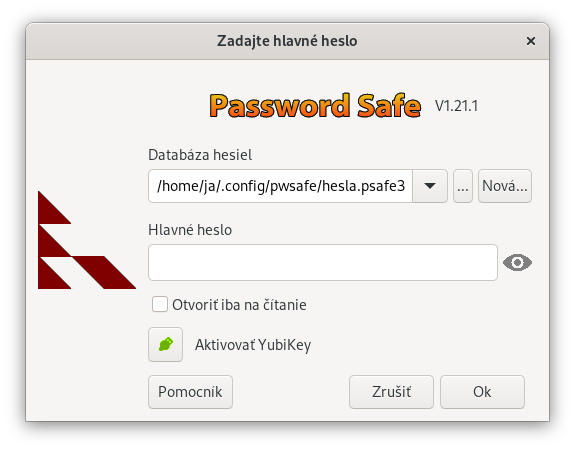 Zadajte hlavné heslo
Password Safe V1.21.1
Databáza hesiel
/home/ja/.config/pwsafe/hesla.psafe3 ... Nová...
Hlavné heslo
Otvoriť iba na čítanie
Aktivovať YubiKey
Pomocník Zrušiť Ok